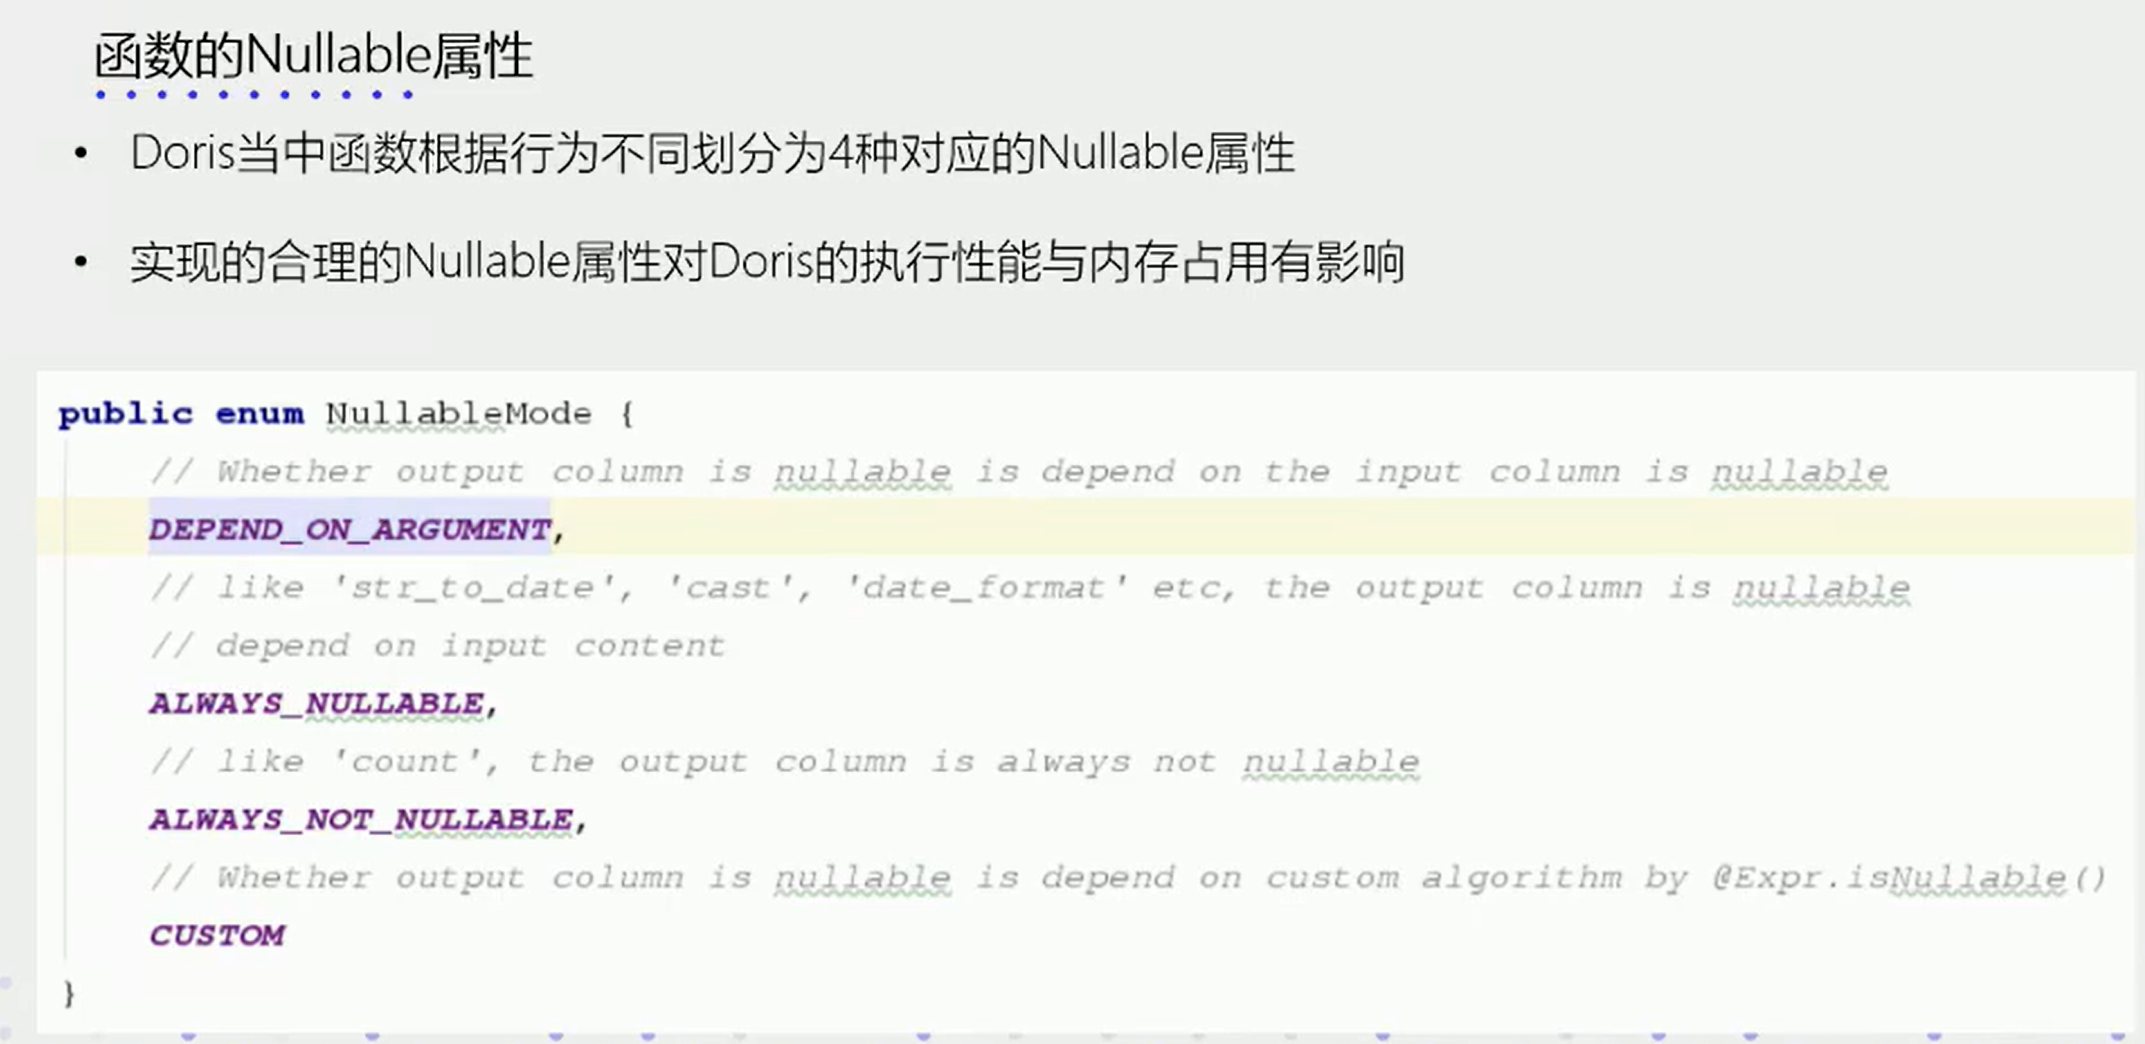 函数的Nullable属性
• Doris当中函数根据行为不同划分为4种对应的Nullable属性
• 实现的合理的Nullable属性对Doris的执行性能与内存占用有影响
public enum NullableMode {
// Whether output column is nullable is depend on the input column is nullable
DEPEND_ON_ARGUMENT,
// like 'str_to_date', 'cast', 'date_format' etc, the output column is nullable
// depend on input content
ALWAYS_NULLABLE,
// like 'count', the output column is always not nullable
ALWAYS_NOT_NULLABLE,
// Whether output column is nullable is depend on custom algorithm by @Expr.isNullable()
CUSTOM
}